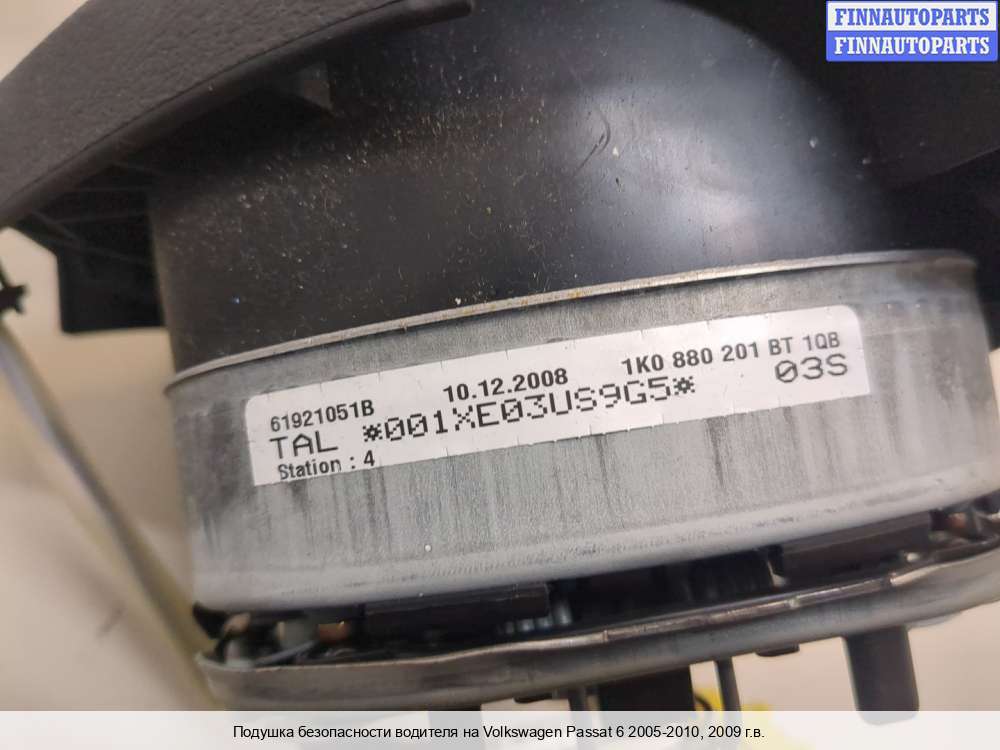 FINNAUTOPARTS
FINNAUTOPARTS
61921051B 10.12.2008 1K0 880 201 BT 1QB
TAL *001XE03US9G5* 03S
Station : 4
Подушка безопасности водителя на Volkswagen Passat 6 2005-2010, 2009 г.в.